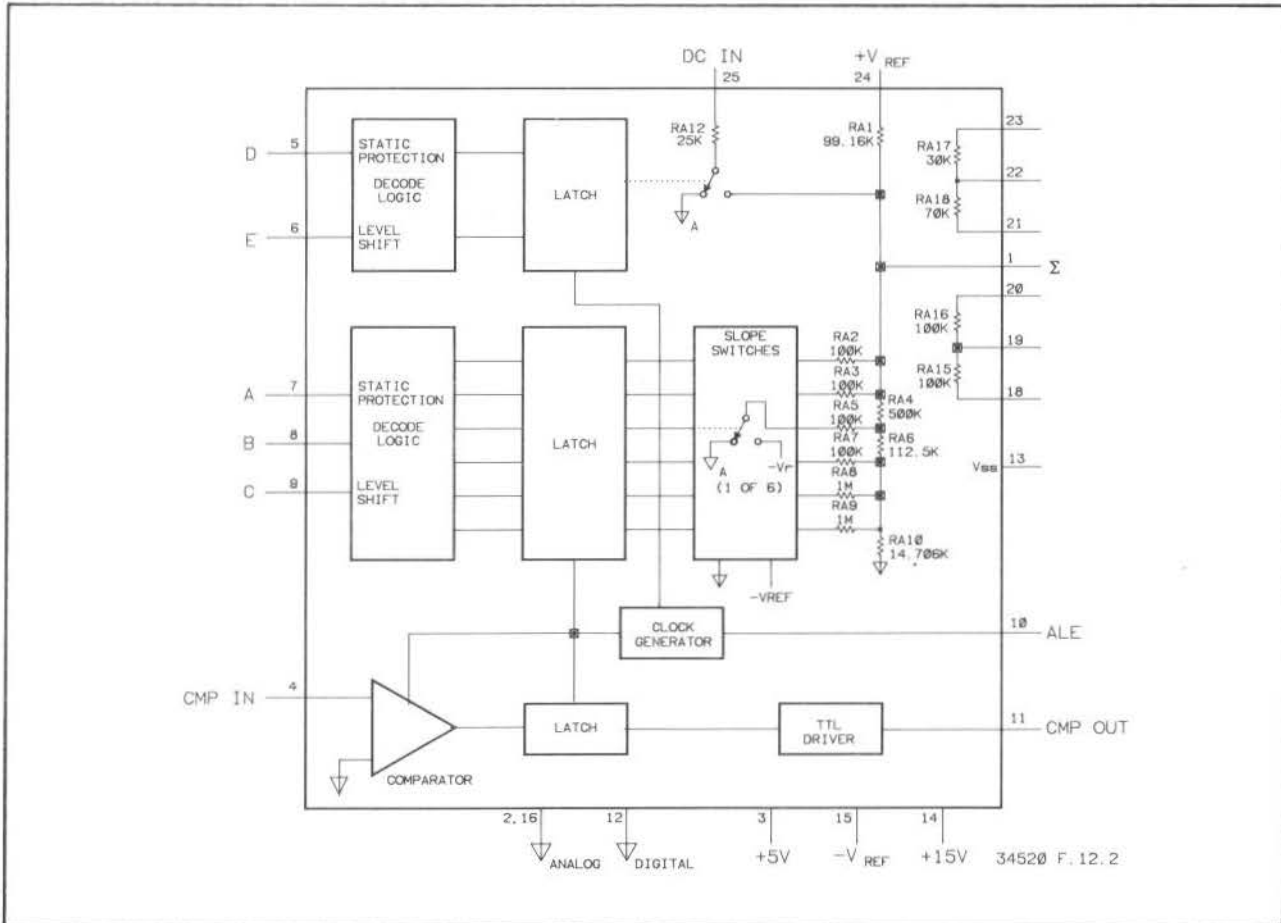 DC IN
+V REF
25
24
RA12
25K
RA1
99.16K
23
RA17
30K
22
RA18
70K
21
D
5
STATIC
PROTECTION
DECODE
LOGIC
LATCH
A
E
6
LEVEL
SHIFT
1
Σ
20
RA16
100K
19
RA15
100K
18
SLOPE
SWITCHES
RA2
100K
RA3
100K
RA4
500K
RA5
100K
RA6
112.5K
RA7
100K
RA8
1M
RA9
1M
RA10
14.706K
A
7
STATIC
PROTECTION
B
8
DECODE
LOGIC
LATCH
C
9
LEVEL
SHIFT
A
-Vr
(1 OF 6)
Vss
13
-VREF
CLOCK
GENERATOR
10
ALE
CMP IN
4
LATCH
TTL
DRIVER
11
CMP OUT
COMPARATOR
2,16
12
3
15
14
ANALOG
DIGITAL
+5V
-V REF
+15V
34520 F.12.2